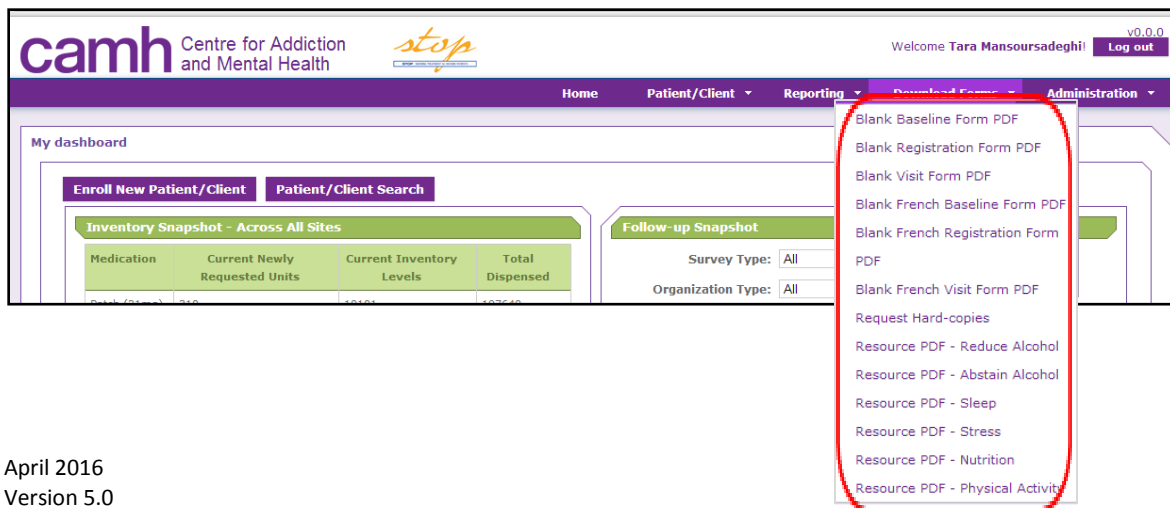 camh Centre for Addiction
and Mental Health
stop
v0.0.0
Welcome Tara Mansoursadeghi! Log out
Home Patient/Client Reporting Download Forms Administration
My dashboard
Enroll New Patient/Client Patient/Client Search
Inventory Snapshot - Across All Sites
Medication Current Newly Requested Units Current Inventory Levels Total Dispensed
Follow-up Snapshot
Survey Type: All
Organization Type: All
Blank Baseline Form PDF
Blank Registration Form PDF
Blank Visit Form PDF
Blank French Baseline Form PDF
Blank French Registration Form
PDF
Blank French Visit Form PDF
Request Hard-copies
Resource PDF - Reduce Alcohol
Resource PDF - Abstain Alcohol
Resource PDF - Sleep
Resource PDF - Stress
Resource PDF - Nutrition
Resource PDF - Physical Activity
April 2016
Version 5.0